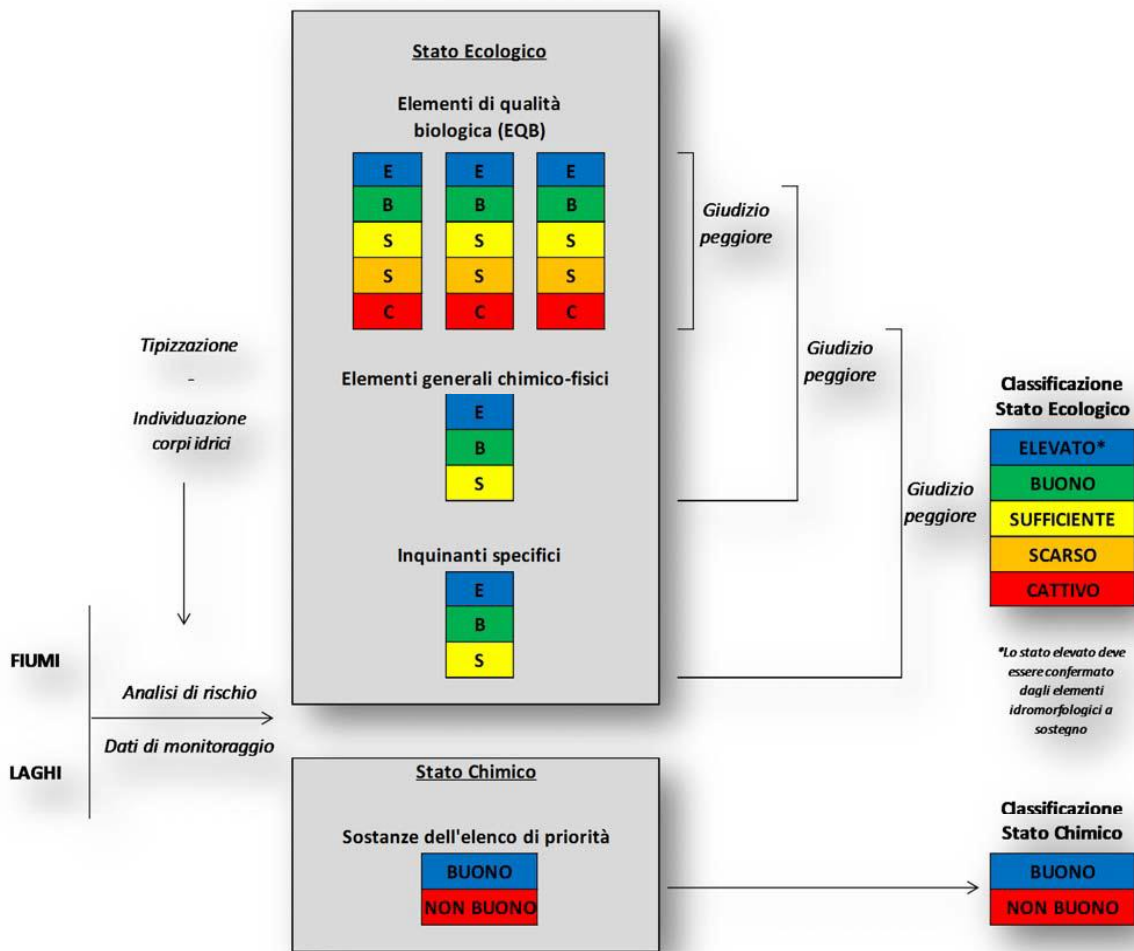 Stato Ecologico
Elementi di qualità
biologica (EQB)
E E E
B B B
S S S
S S S
C C C
Giudizio
peggiore
Elementi generali chimico-fisici
E
B
S
Giudizio
peggiore
Inquinanti specifici
E
B
S
Giudizio
peggiore
Tipizzazione
-
Individuazione
corpi idrici
FIUMI
LAGHI
Analisi di rischio
Dati di monitoraggio
Classificazione
Stato Ecologico
ELEVATO*
BUONO
SUFFICIENTE
SCARSO
CATTIVO
*Lo stato elevato deve
essere confermato
dagli elementi
idromorfologici a
sostegno
Stato Chimico
Sostanze dell'elenco di priorità
BUONO
NON BUONO
Classificazione
Stato Chimico
BUONO
NON BUONO